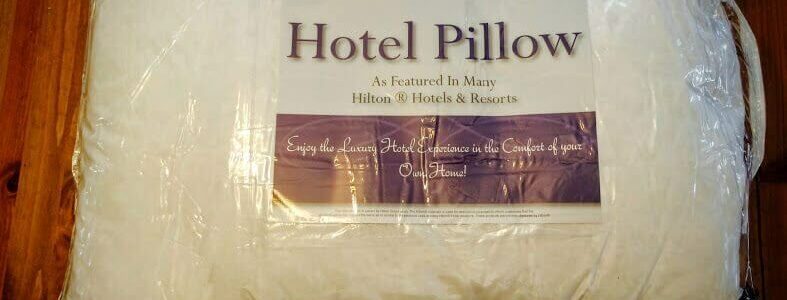 Hotel Pillow
As Featured In Many
Hilton ® Hotels & Resorts
Enjoy the Luxury Hotel Experience in the Comfort of your
Own Home!